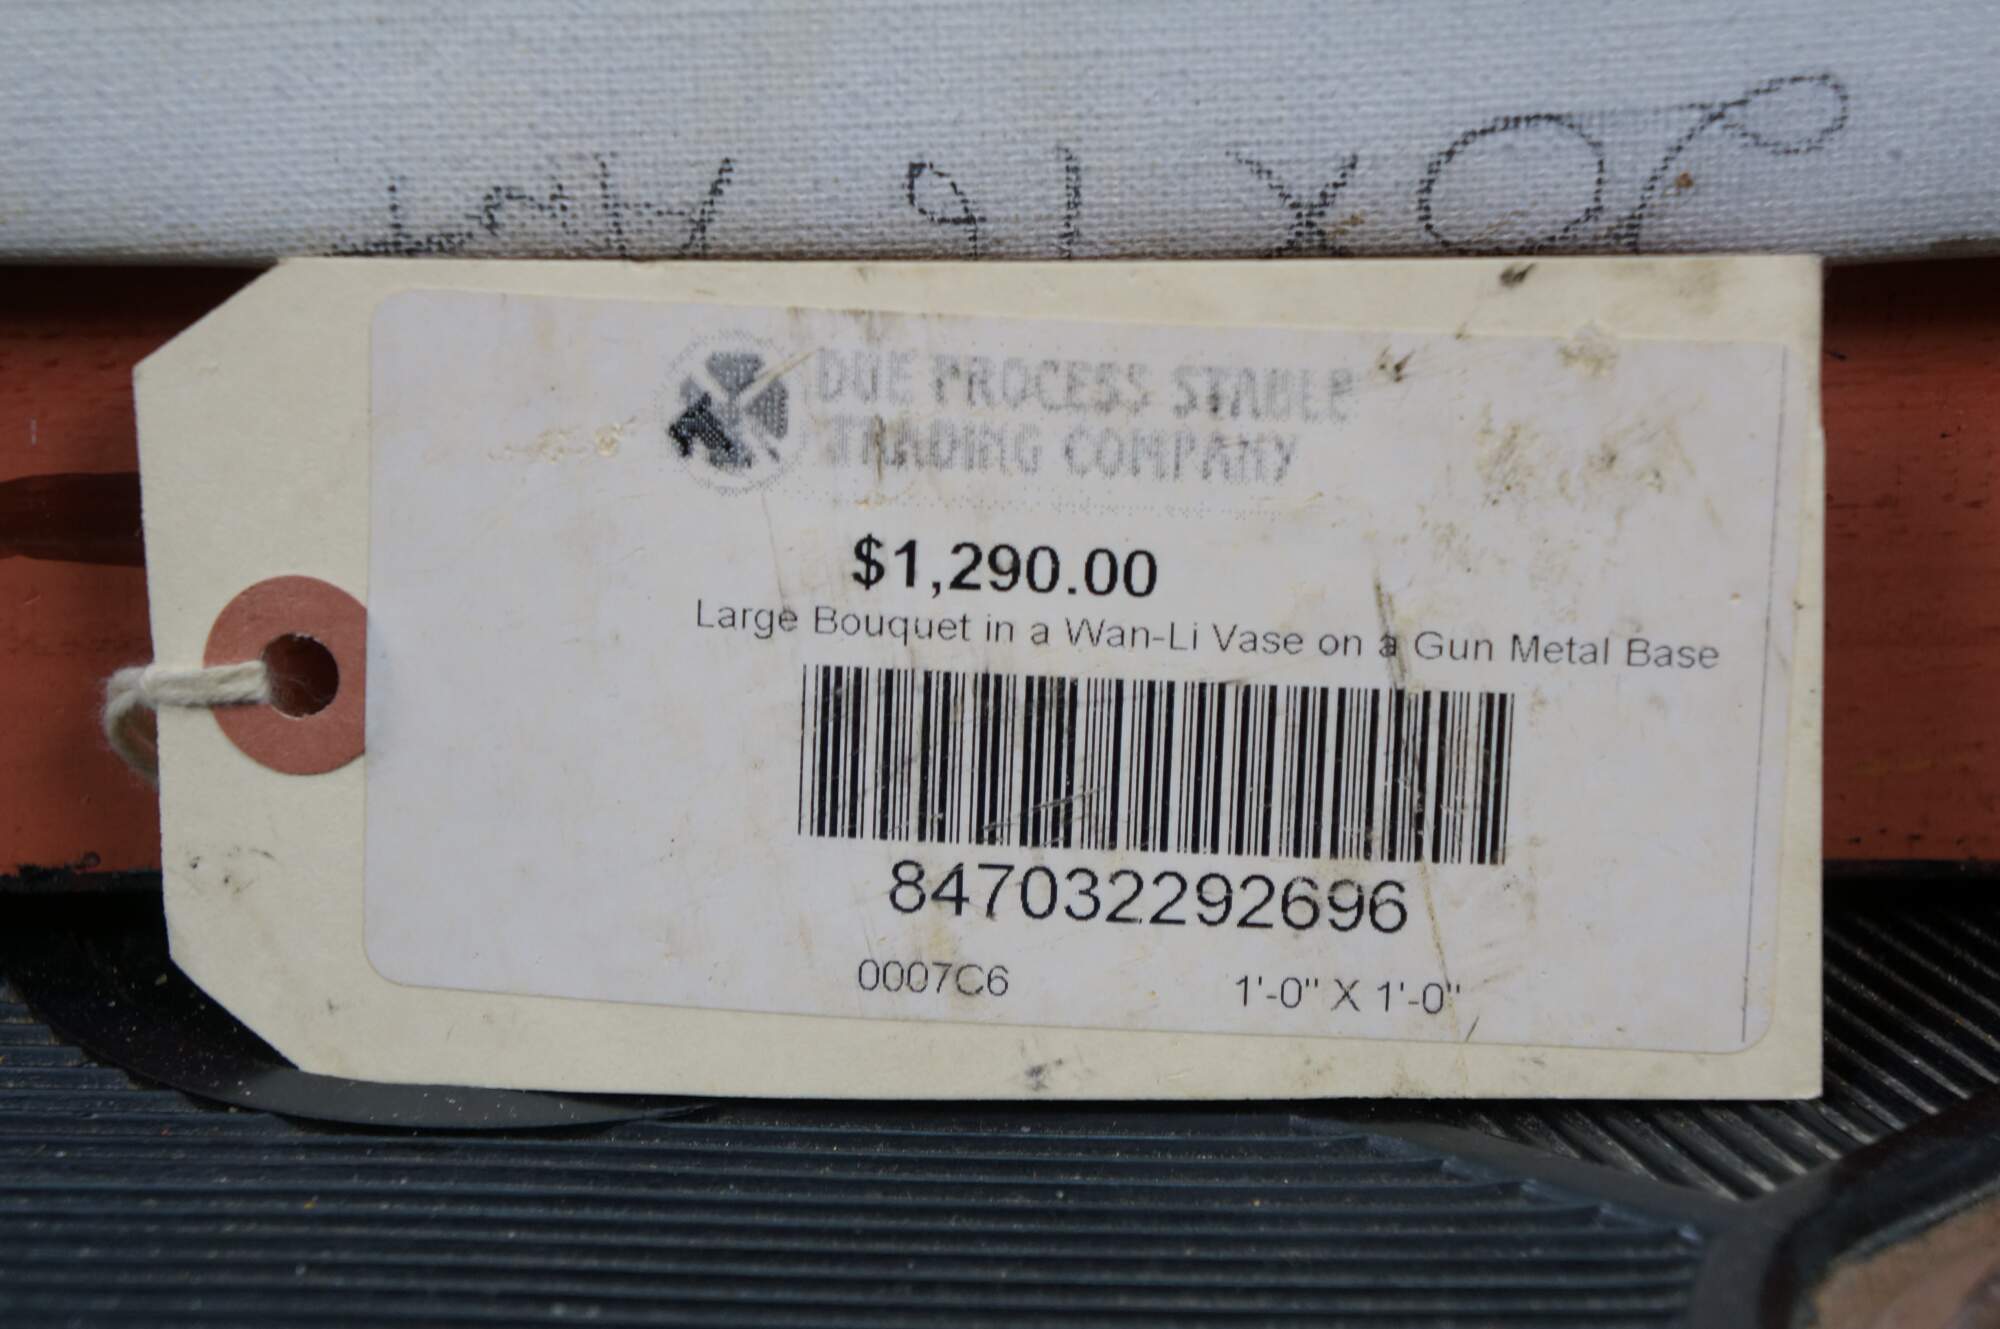 DUE PROCESS STABLE
TRADING COMPANY
$1,290.00
Large Bouquet in a Wan-Li Vase on a Gun Metal Base
847032292696
0007C6 1'-0" X 1'-0"